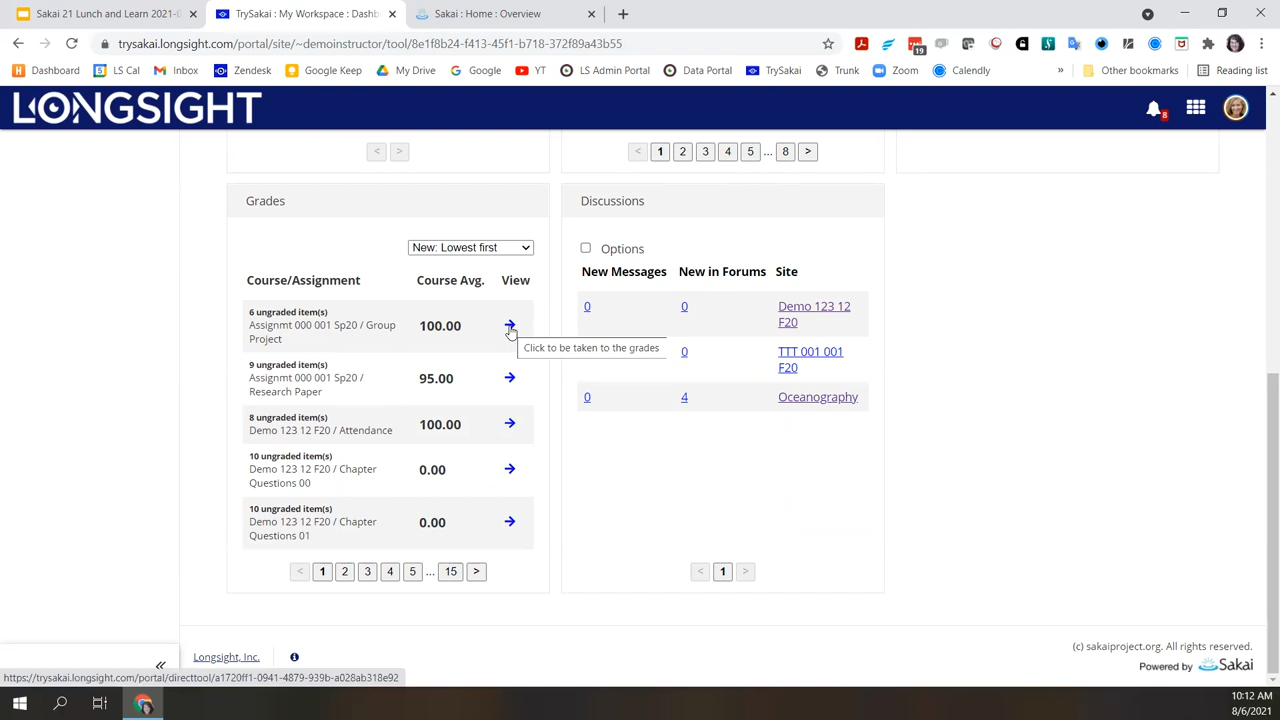 Sakai 21 Lunch and Learn 2021-0
TrySakai : My Workspace : Dashb
Sakai : Home : Overview
trysakai.longsight.com/portal/site/~demo
19
Dashboard
LS Cal
Inbox
Zendesk
Google Keep
My Drive
Google
YT
LS Admin Portal
Data Portal
TrySakai
Trunk
Zoom
Calendly
»
Other bookmarks
Reading list
LONGSIGHT
8
< >
< 1 2 3 4 5 ... 8 >
Grades
New: Lowest first
Course/Assignment Course Avg. View
6 ungraded item(s)
Assignmt 000 001 Sp20 / Group
Project
100.00
Click to be taken to the grades
9 ungraded item(s)
Assignmt 000 001 Sp20 /
Research Paper
95.00
8 ungraded item(s)
Demo 123 12 F20 / Attendance
100.00
10 ungraded item(s)
Demo 123 12 F20 / Chapter
Questions 00
0.00
10 ungraded item(s)
Demo 123 12 F20 / Chapter
Questions 01
0.00
< 1 2 3 4 5 ... 15 >
Discussions
Options
New Messages New in Forums Site
0 0 Demo 123 12
F20
0 TTT 001 001
F20
0 4 Oceanography
< 1 >
Longsight, Inc.
(c) sakaiproject.org. All rights reserved.
Powered by Sakai
https://trysakai.longsight.com/portal/directtool/a1720ff1-0941-4879-939b-a028ab318e92
10:12 AM
8/6/2021